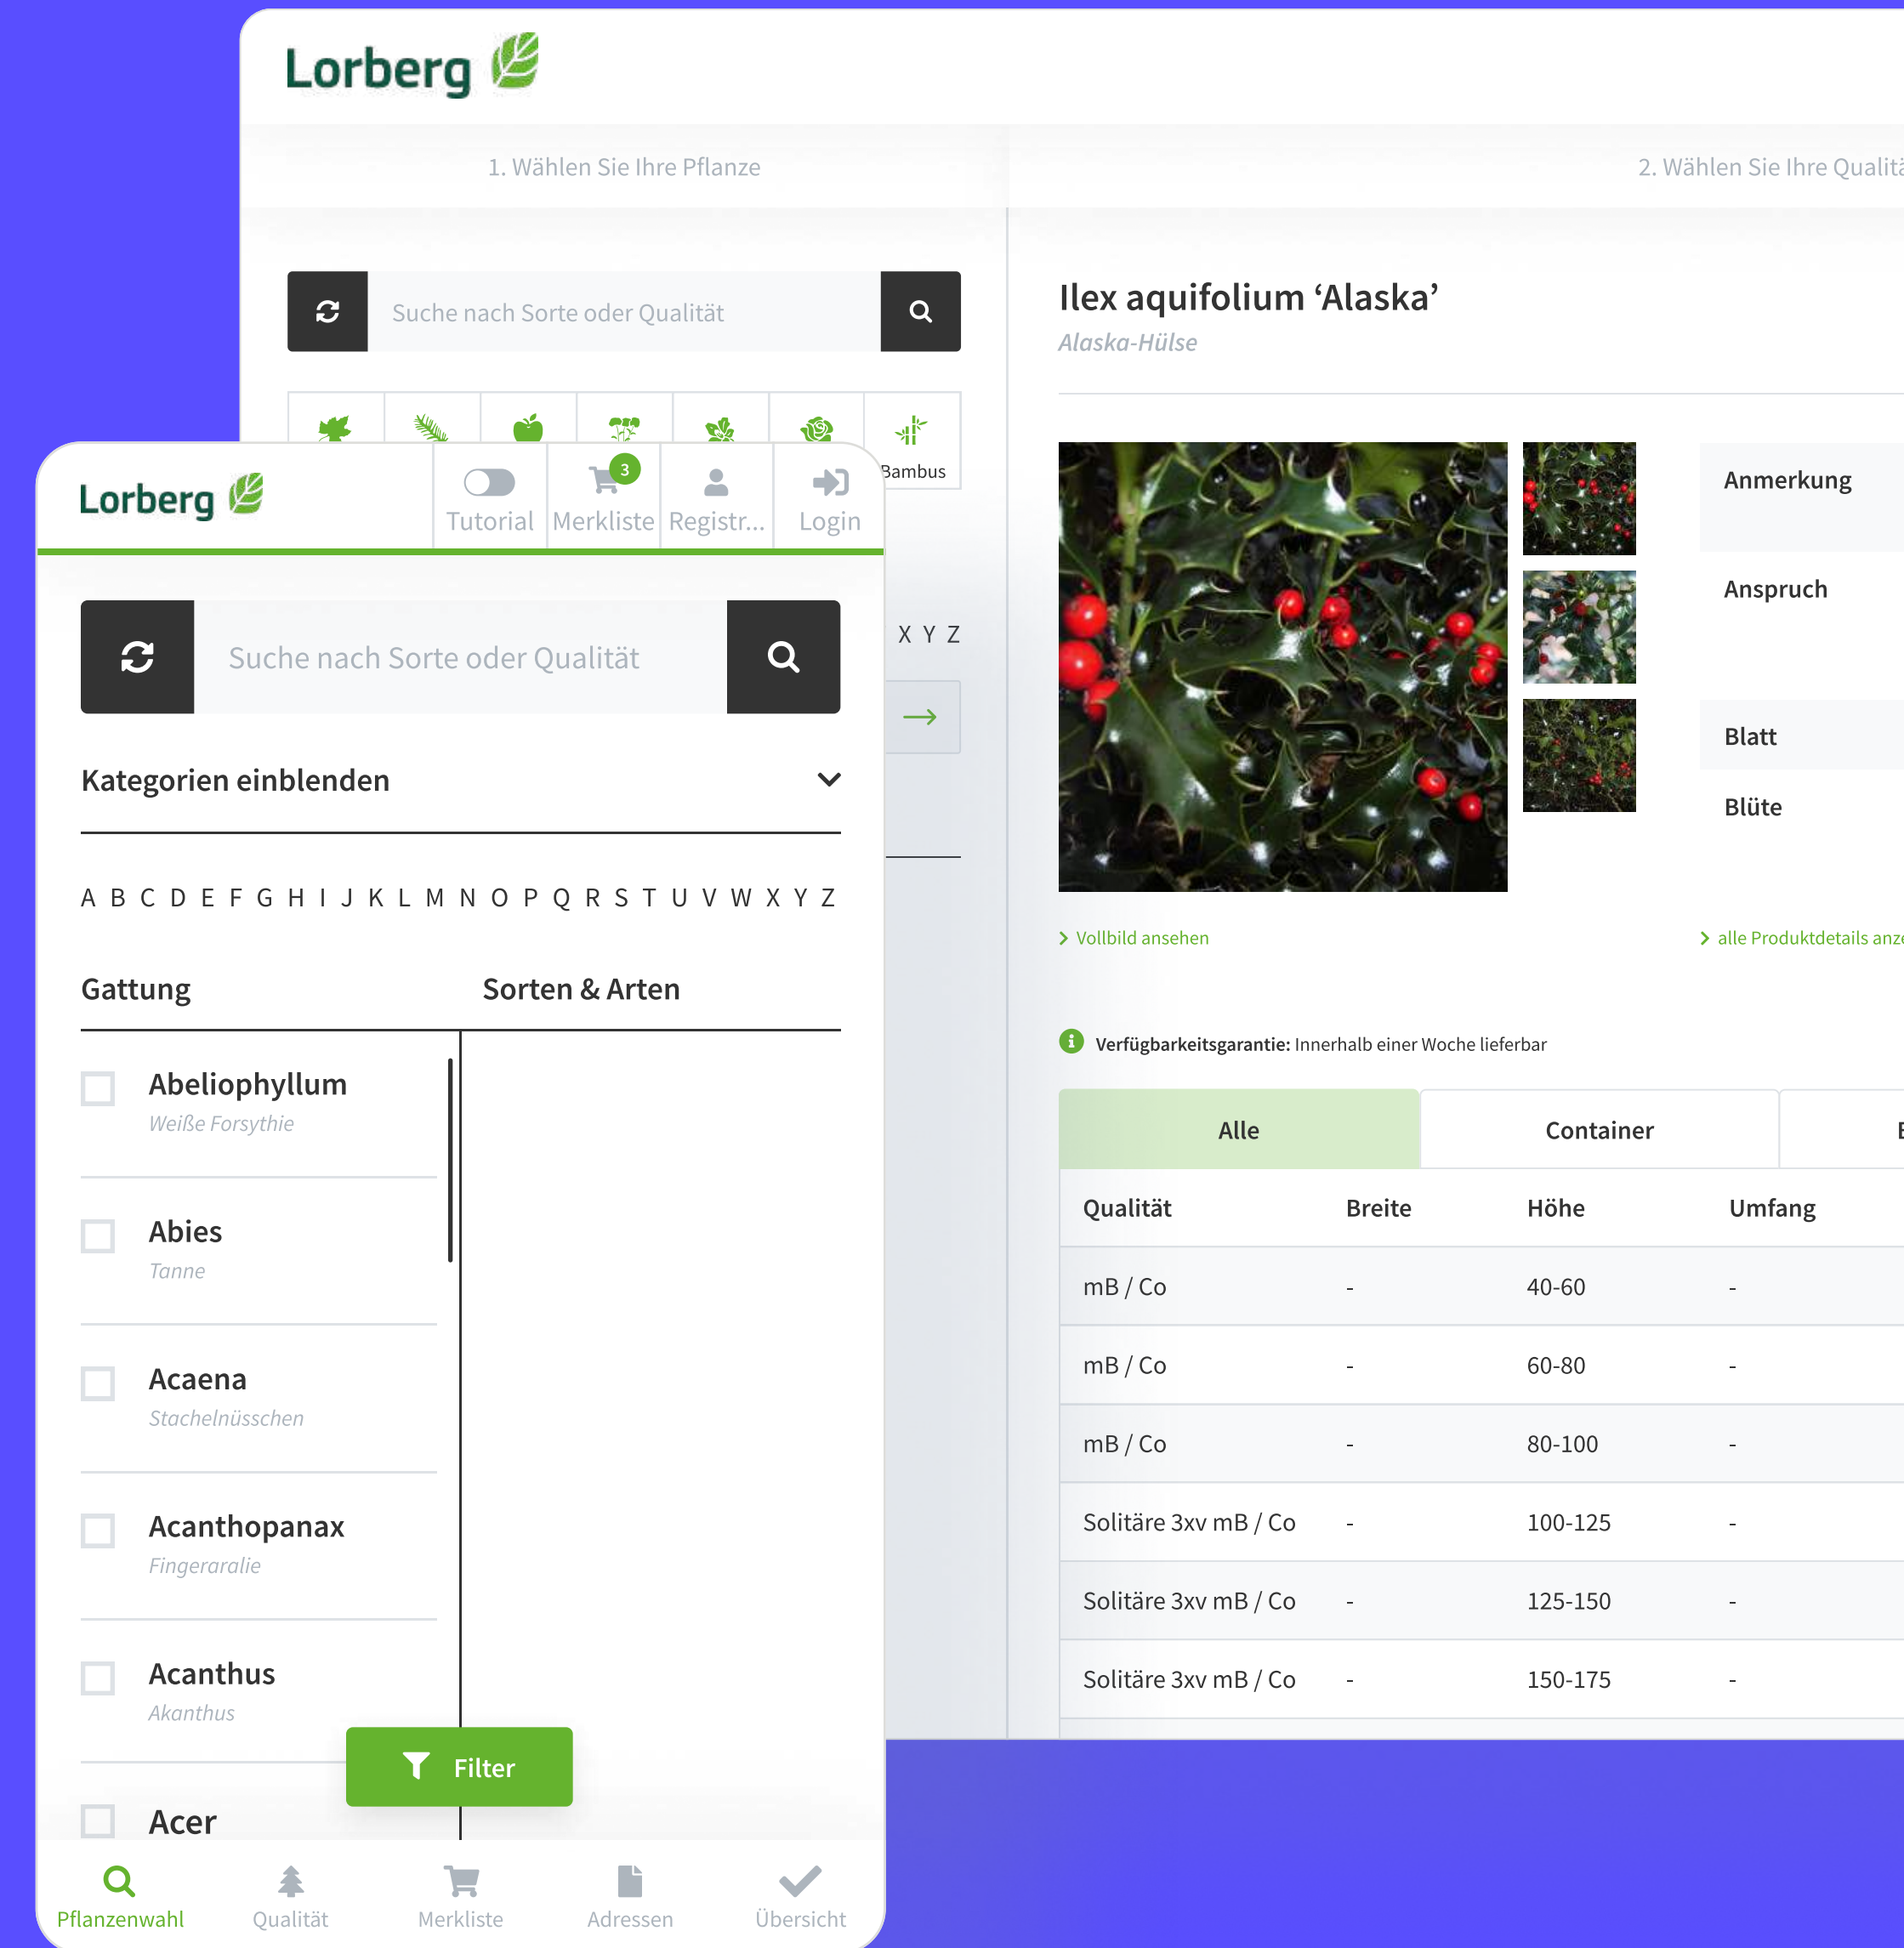 Lorberg
1. Wählen Sie Ihre Pflanze
2. Wählen Sie Ihre
Suche nach Sorte oder Qualität
Bambus
X Y Z
Ilex aquifolium ‘Alaska’
Alaska-Hülse
Anmerkung
Anspruch
Blatt
Blüte
Vollbild ansehen
alle Produktdetails
Verfügbarkeitsgarantie: Innerhalb einer Woche lieferbar
Alle Container
Qualität Breite Höhe Umfang
mB / Co - 40-60 -
mB / Co - 60-80 -
mB / Co - 80-100 -
Solitäre 3xv mB / Co - 100-125 -
Solitäre 3xv mB / Co - 125-150 -
Solitäre 3xv mB / Co - 150-175 -
Lorberg
3
Tutorial Merkliste Registr... Login
Suche nach Sorte oder Qualität
Kategorien einblenden
A B C D E F G H I J K L M N O P Q R S T U V W X Y Z
Gattung Sorten & Arten
Abeliophyllum
Weiße Forsythie
Abies
Tanne
Acaena
Stachelnüsschen
Acanthopanax
Fingeraralie
Acanthus
Akanthus
Filter
Acer
Pflanzenwahl Qualität Merkliste Adressen Übersicht